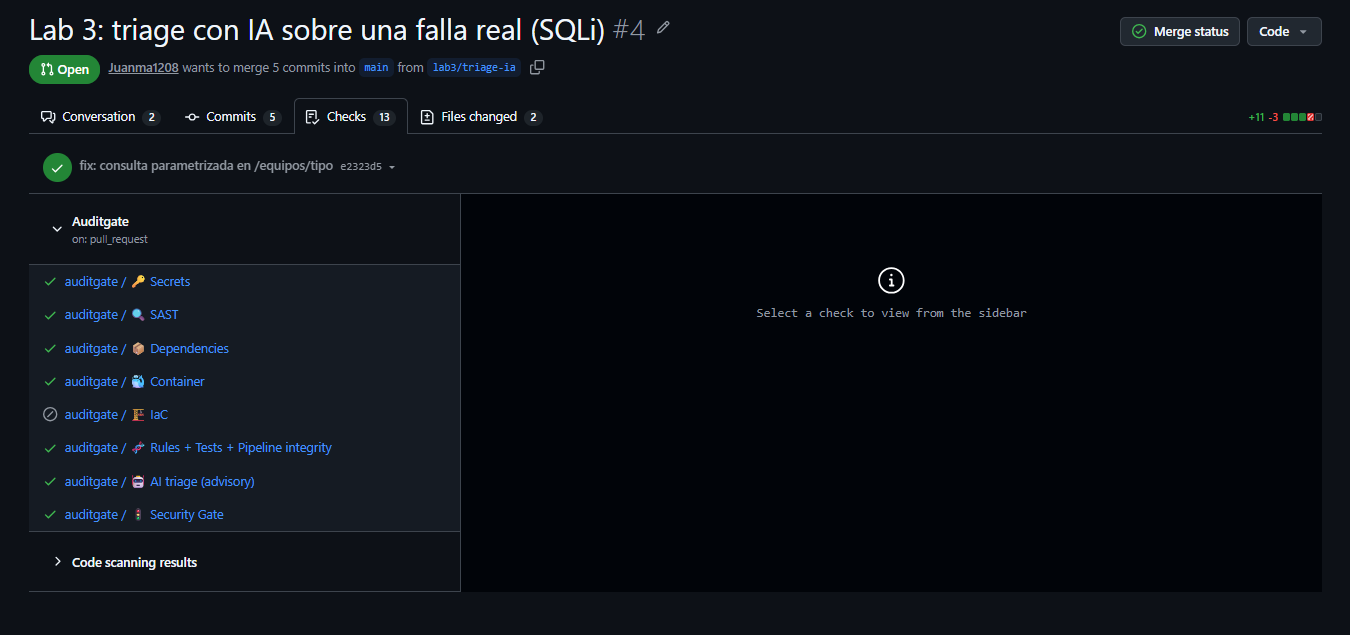 Lab 3: triage con IA sobre una falla real (SQLi) #4
Merge status
Code
Open
Juanma1208 wants to merge 5 commits into main from lab3/triage-ia
Conversation 2
Commits 5
Checks 13
Files changed 2
+11 -3
fix: consulta parametrizada en /equipos/tipo e2323d5
Auditgate
on: pull_request
auditgate / Secrets
auditgate / SAST
auditgate / Dependencies
auditgate / Container
auditgate / IaC
auditgate / Rules + Tests + Pipeline integrity
auditgate / AI triage (advisory)
auditgate / Security Gate
Code scanning results
Select a check to view from the sidebar